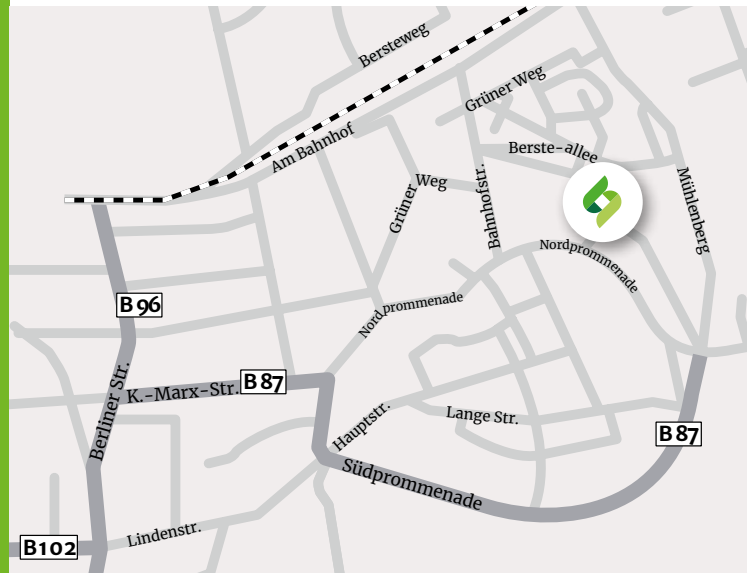 Bersteweg
Grüner Weg
Am Bahnhof
Berste-allee
Grüner Weg
Bahnhofstr.
Mühlenberg
Nordprommenade
B 96
Nordprommenade
Berliner Str.
K.-Marx-Str.
B 87
Hauptstr.
Lange Str.
B 87
Südprommenade
Lindenstr.
B102